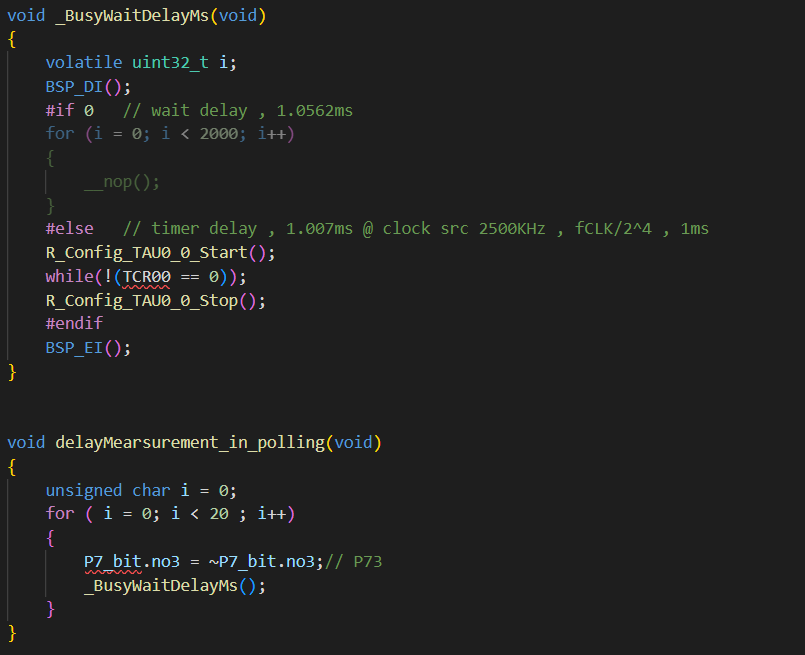 void _BusyWaitDelayMs(void)
{
    volatile uint32_t i;
    BSP_DI();
    #if 0   // wait delay , 1.0562ms
    for (i = 0; i < 2000; i++)
    {
        __nop();
    }
    #else   // timer delay , 1.007ms @ clock src 2500KHz , fCLK/2^4 , 1ms
    R_Config_TAU0_0_Start();
    while(!(TCR00 == 0));
    R_Config_TAU0_0_Stop();
    #endif
    BSP_EI();
}
void delayMearsurement_in_polling(void)
{
    unsigned char i = 0;
    for ( i = 0; i < 20 ; i++)
    {
        P7_bit.no3 = ~P7_bit.no3;// P73
        _BusyWaitDelayMs();
    }
}